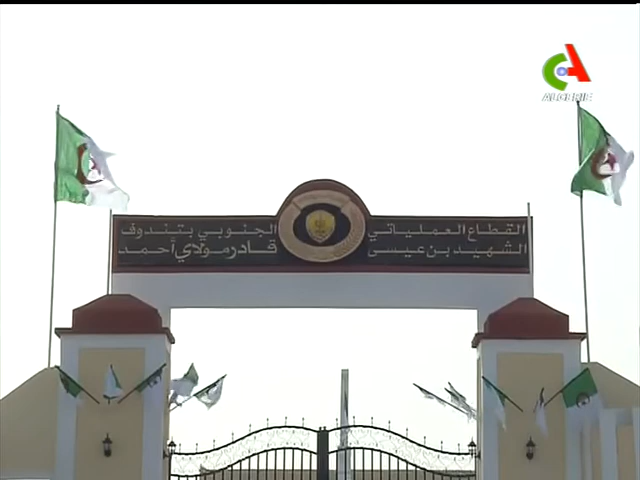 القطاع العملياتي الجنوبي بتندوف
الشهيد بن عيسى قادر مولاي أحمد
ALGERIE